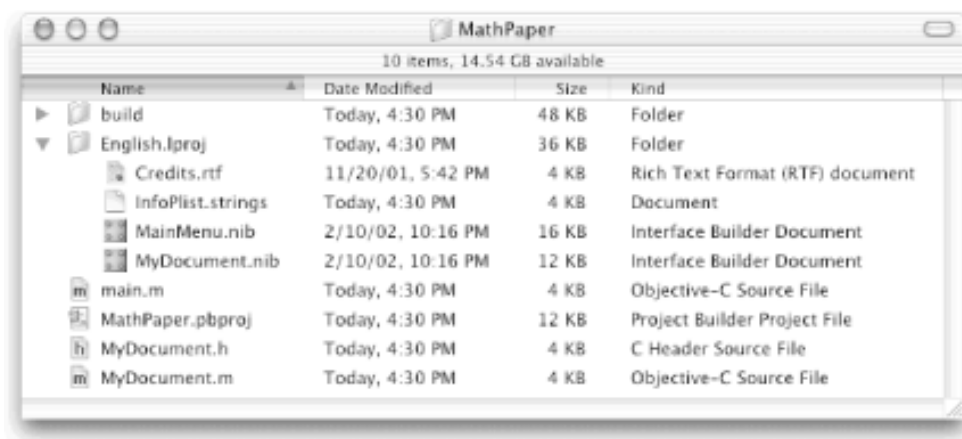 MathPaper
10 items, 14.54 GB available
Name Date Modified Size Kind
build Today, 4:30 PM 48 KB Folder
English.lproj Today, 4:30 PM 36 KB Folder
Credits.rtf 11/20/01, 5:42 PM 4 KB Rich Text Format (RTF) document
InfoPlist.strings Today, 4:30 PM 4 KB Document
MainMenu.nib 2/10/02, 10:16 PM 16 KB Interface Builder Document
MyDocument.nib 2/10/02, 10:16 PM 12 KB Interface Builder Document
m main.m Today, 4:30 PM 4 KB Objective-C Source File
MathPaper.pbproj Today, 4:30 PM 12 KB Project Builder Project File
h MyDocument.h Today, 4:30 PM 4 KB C Header Source File
m MyDocument.m Today, 4:30 PM 4 KB Objective-C Source File